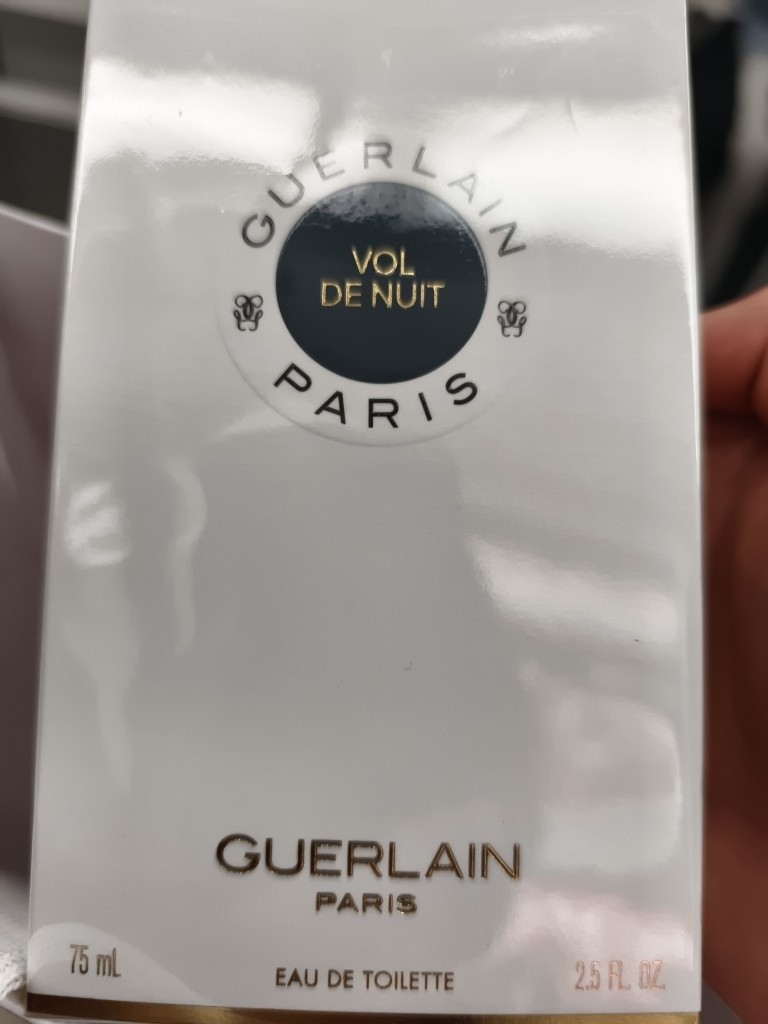 GUERLAIN
VOL
DE NUIT
PARIS
GUERLAIN
PARIS
75 mL
EAU DE TOILETTE
2.5 FL. OZ.